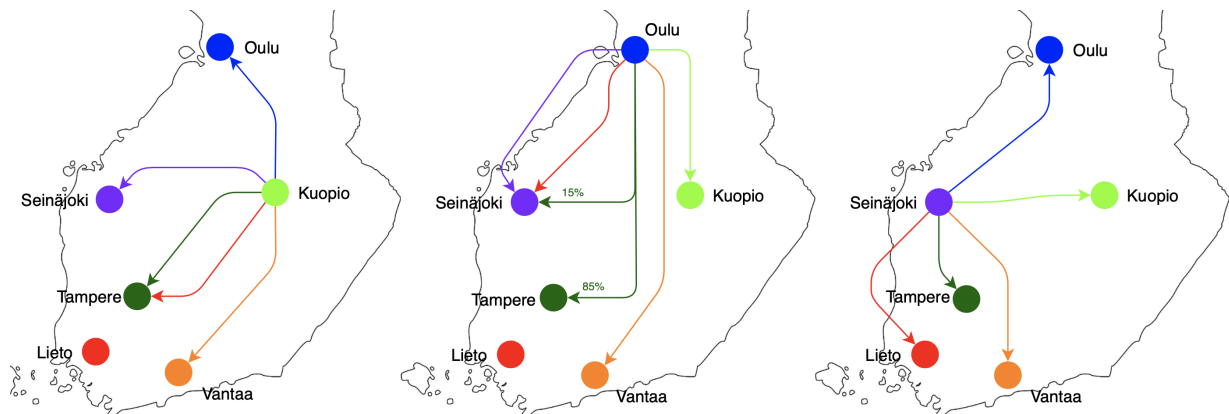 Oulu
Seinäjoki
Kuopio
Tampere
Lieto
Vantaa
Oulu
15%
Seinäjoki
Kuopio
85%
Tampere
Lieto
Vantaa
Oulu
Seinäjoki
Kuopio
Tampere
Lieto
Vantaa